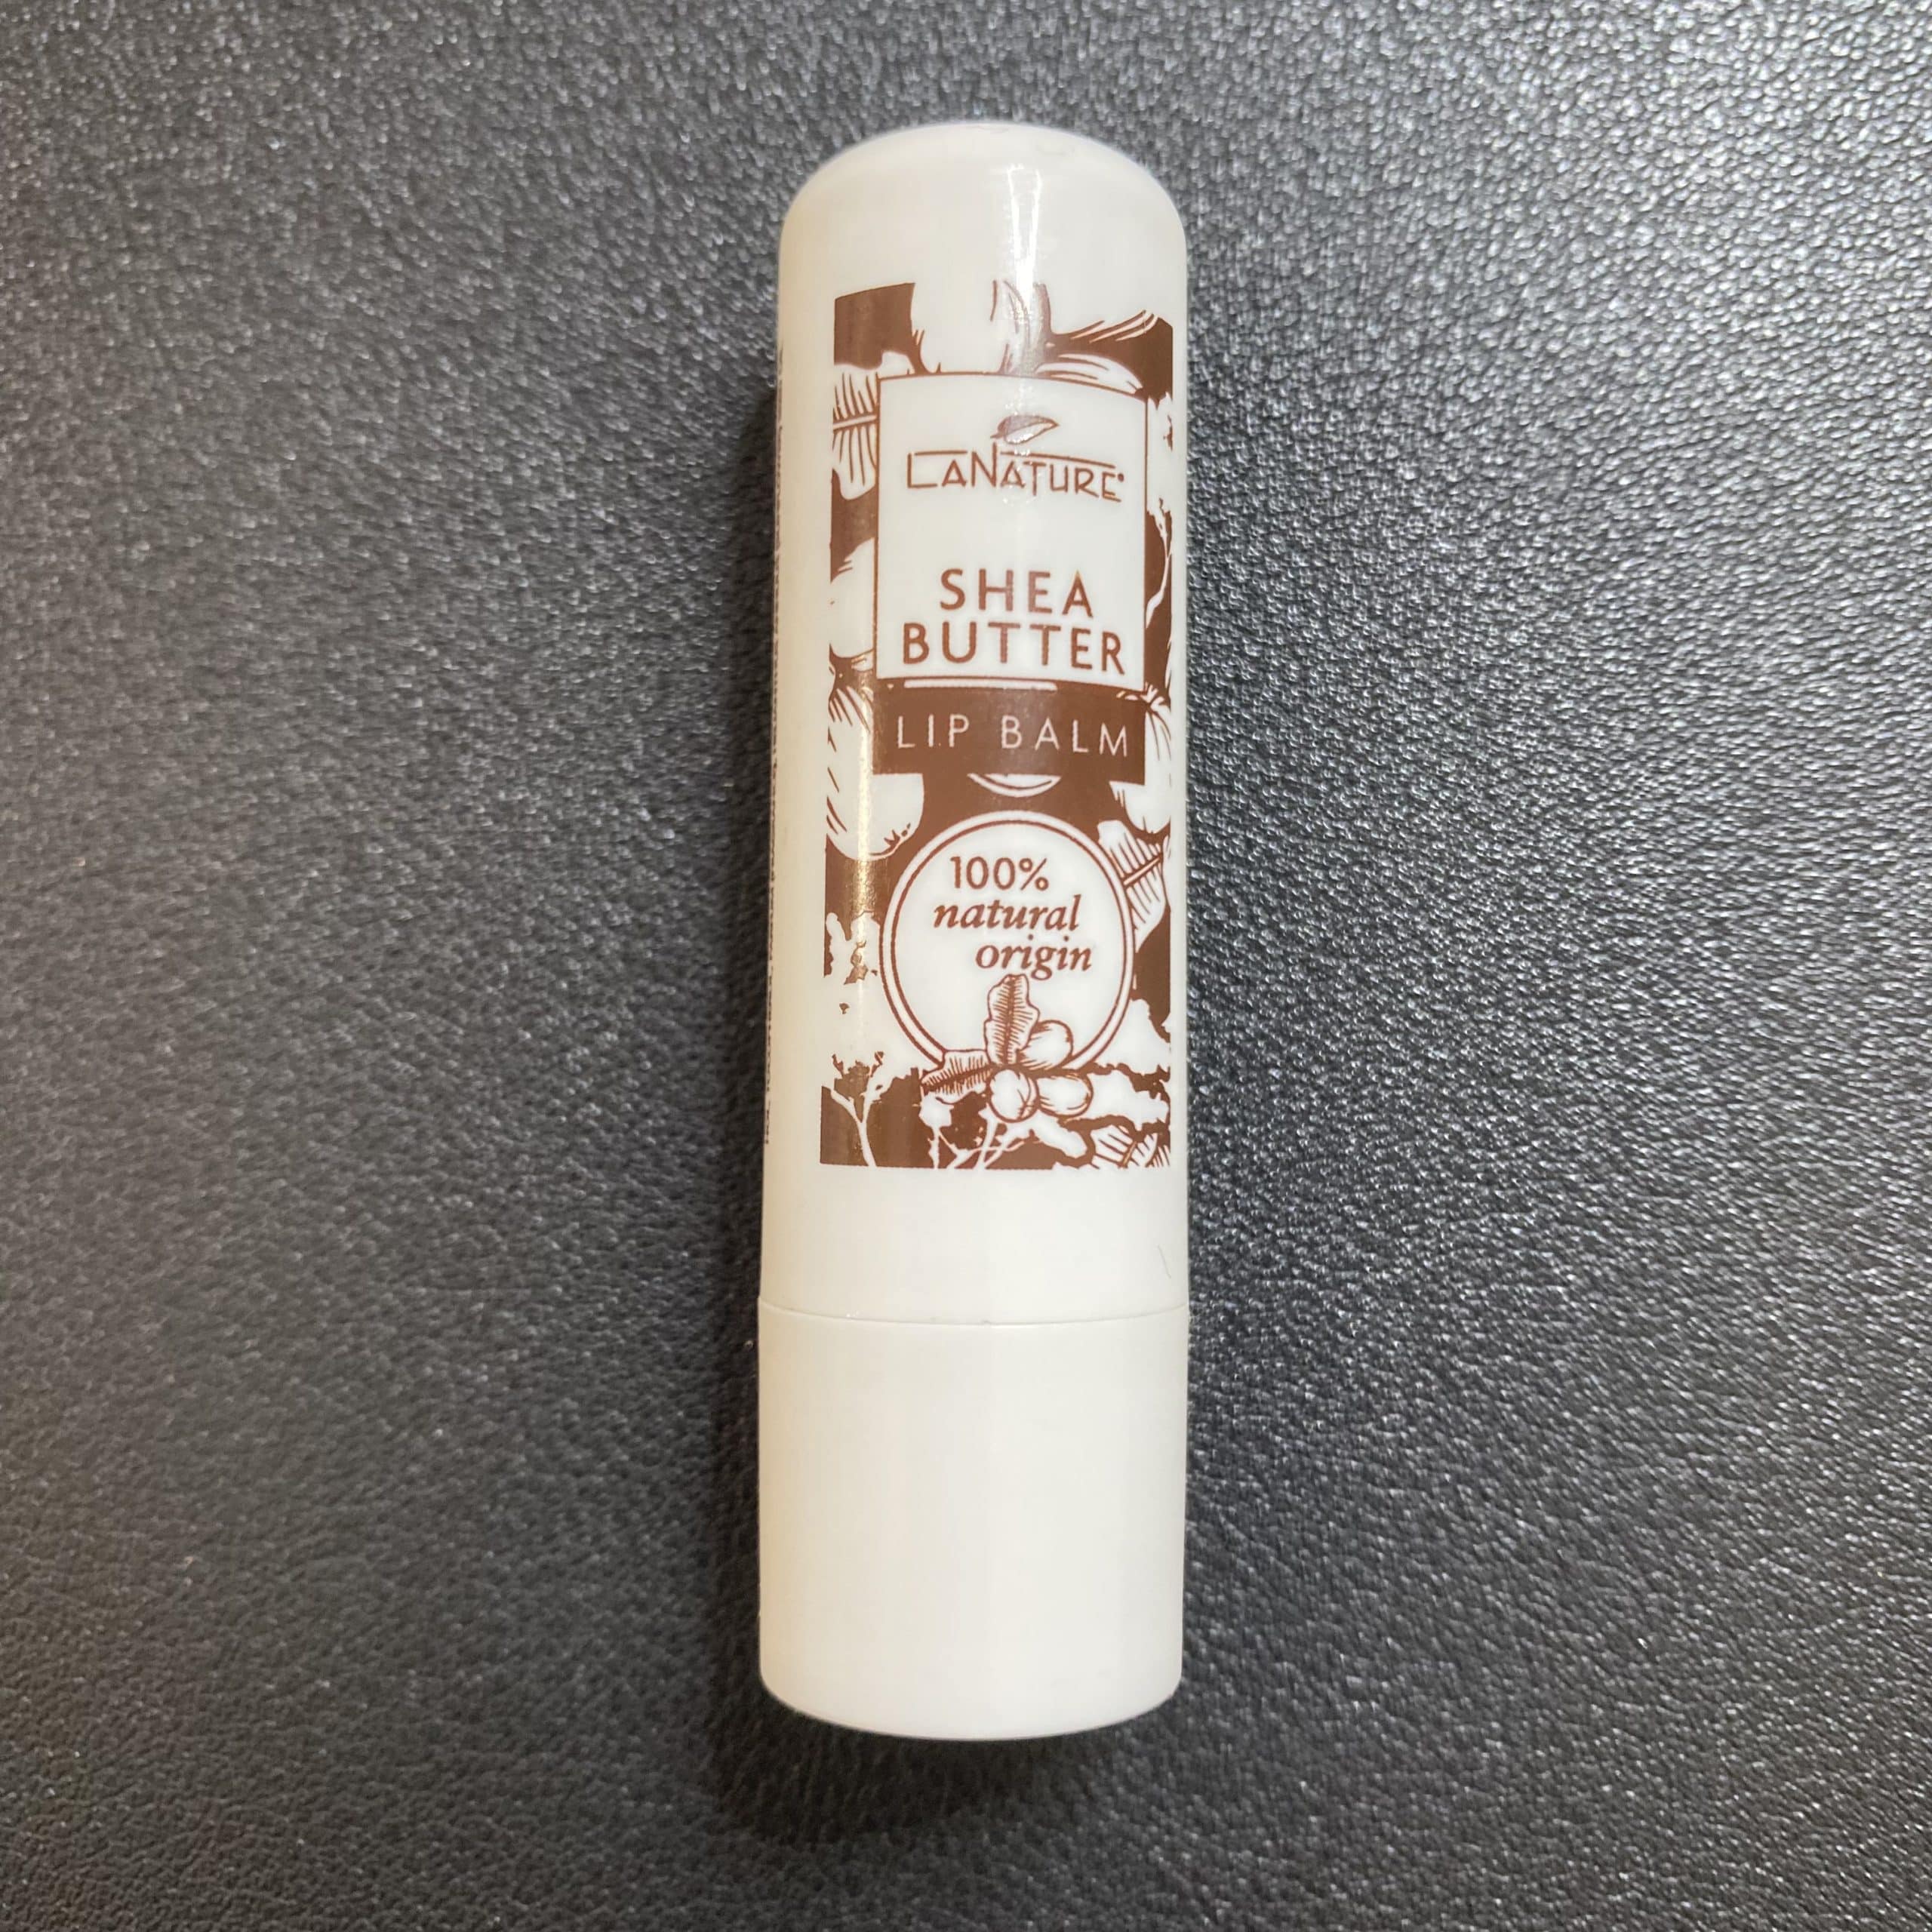 LANATURE®
SHEA
BUTTER
LIP BALM
100%
natural
origin